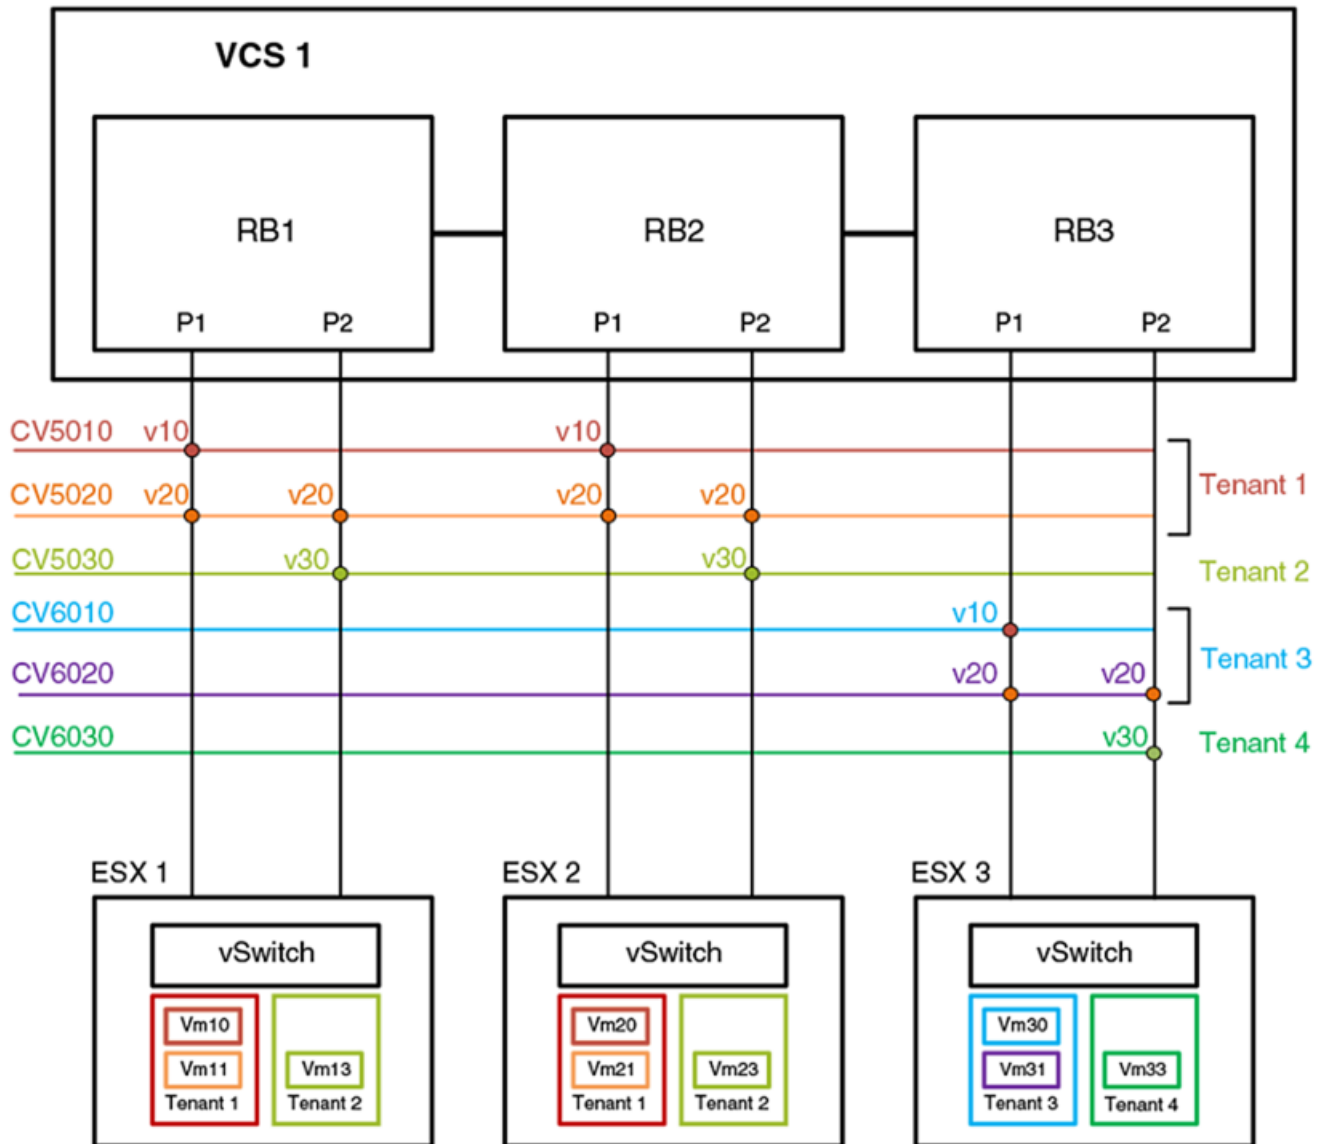 VCS 1
RB1
RB2
RB3
P1 P2 P1 P2 P1 P2
CV5010 v10 v10
Tenant 1
CV5020 v20 v20 v20 v20
CV5030 v30 v30 Tenant 2
CV6010 v10
Tenant 3
CV6020 v20 v20
CV6030 v30 Tenant 4
ESX 1
ESX 2
ESX 3
vSwitch vSwitch vSwitch
Vm10 Vm20 Vm30
Vm11 Vm13 Vm21 Vm23 Vm31 Vm33
Tenant 1 Tenant 2 Tenant 1 Tenant 2 Tenant 3 Tenant 4